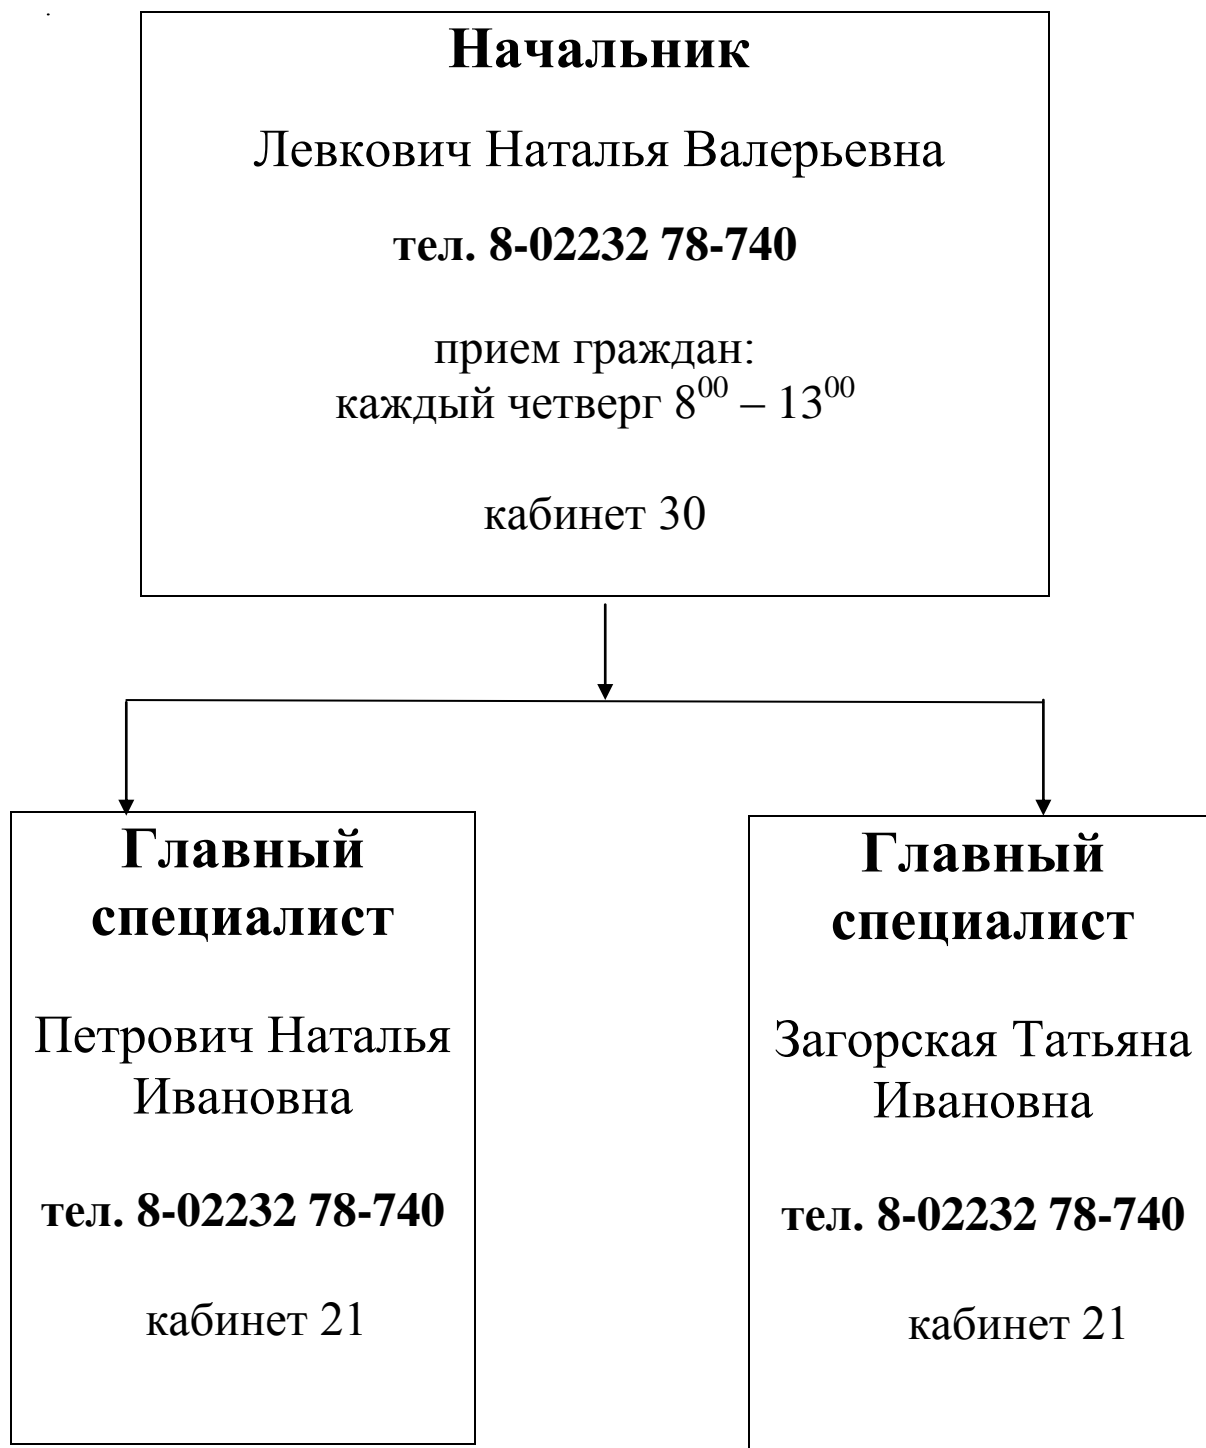 Начальник
Левкович Наталья Валерьевна
тел. 8-02232 78-740
прием граждан:
каждый четверг 8⁰⁰ – 13⁰⁰
кабинет 30
Главный
специалист
Петрович Наталья
Ивановна
тел. 8-02232 78-740
кабинет 21
Главный
специалист
Загорская Татьяна
Ивановна
тел. 8-02232 78-740
кабинет 21